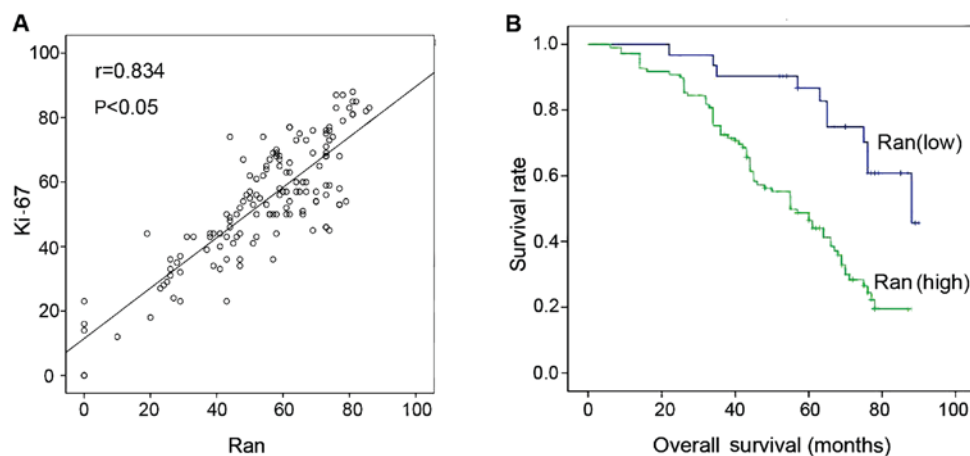 A
r=0.834
P<0.05
Ki-67
100
80
60
40
20
0
0 20 40 60 80 100
Ran
B
Survival rate
1.0
0.8
0.6
0.4
0.2
0.0
Ran(low)
Ran (high)
0 20 40 60 80 100
Overall survival (months)